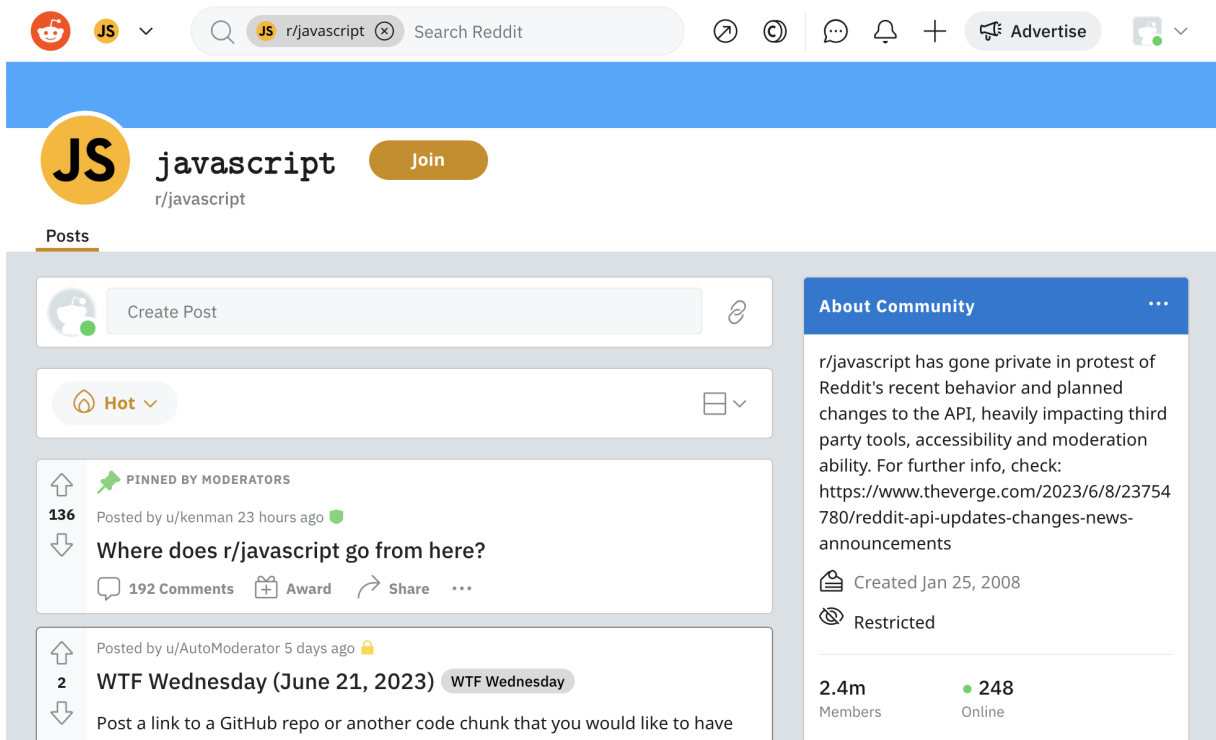 JS
JS r/javascript Search Reddit
Advertise
JS
javascript
Join
r/javascript
Posts
Create Post
Hot
PINNED BY MODERATORS
136
Posted by u/kenman 23 hours ago
Where does r/javascript go from here?
192 Comments Award Share
Posted by u/AutoModerator 5 days ago
2
WTF Wednesday (June 21, 2023) WTF Wednesday
Post a link to a GitHub repo or another code chunk that you would like to have
About Community
r/javascript has gone private in protest of
Reddit's recent behavior and planned
changes to the API, heavily impacting third
party tools, accessibility and moderation
ability. For further info, check:
https://www.theverge.com/2023/6/8/23754
780/reddit-api-updates-changes-news-
announcements
Created Jan 25, 2008
Restricted
2.4m 248
Members Online